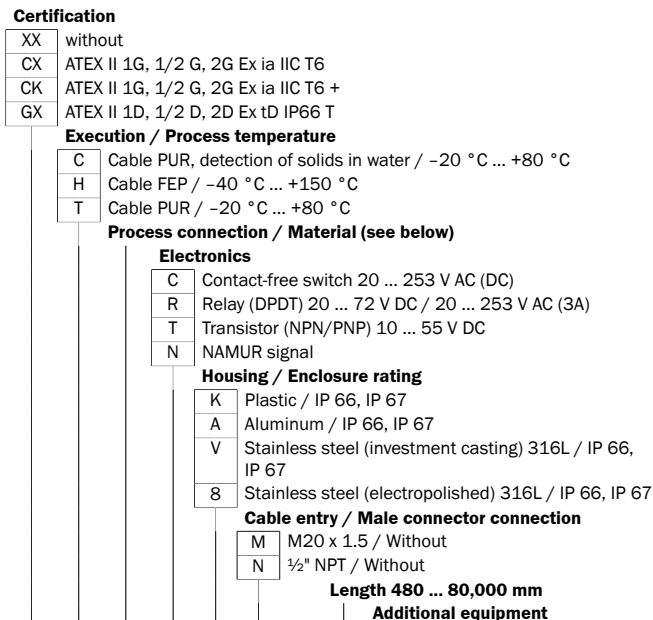 Certification
XX without
CX ATEX II 1G, 1/2 G, 2G Ex ia IIC T6
CK ATEX II 1G, 1/2 G, 2G Ex ia IIC T6 +
GX ATEX II 1D, 1/2 D, 2D Ex tD IP66 T
Execution / Process temperature
C Cable PUR, detection of solids in water / –20 °C ... +80 °C
H Cable FEP / –40 °C ... +150 °C
T Cable PUR / –20 °C ... +80 °C
Process connection / Material (see below)
Electronics
C Contact-free switch 20 ... 253 V AC (DC)
R Relay (DPDT) 20 ... 72 V DC / 20 ... 253 V AC (3A)
T Transistor (NPN/PNP) 10 ... 55 V DC
N NAMUR signal
Housing / Enclosure rating
K Plastic / IP 66, IP 67
A Aluminum / IP 66, IP 67
V Stainless steel (investment casting) 316L / IP 66,
IP 67
8 Stainless steel (electropolished) 316L / IP 66, IP 67
Cable entry / Male connector connection
M M20 x 1.5 / Without
N ½" NPT / Without
Length 480 ... 80,000 mm
Additional equipment